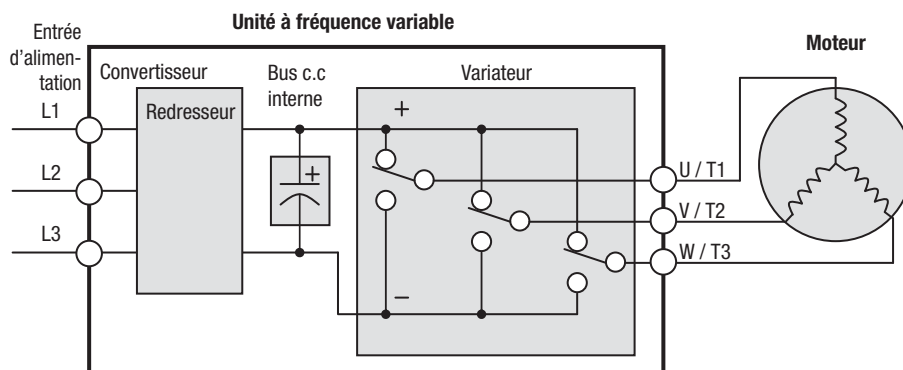 Unité à fréquence variable
Entrée
d'alimen-
tation
Convertisseur
Bus c.c
interne
Variateur
Moteur
Redresseur
L1
L2
L3
+
+
–
U / T1
V / T2
W / T3